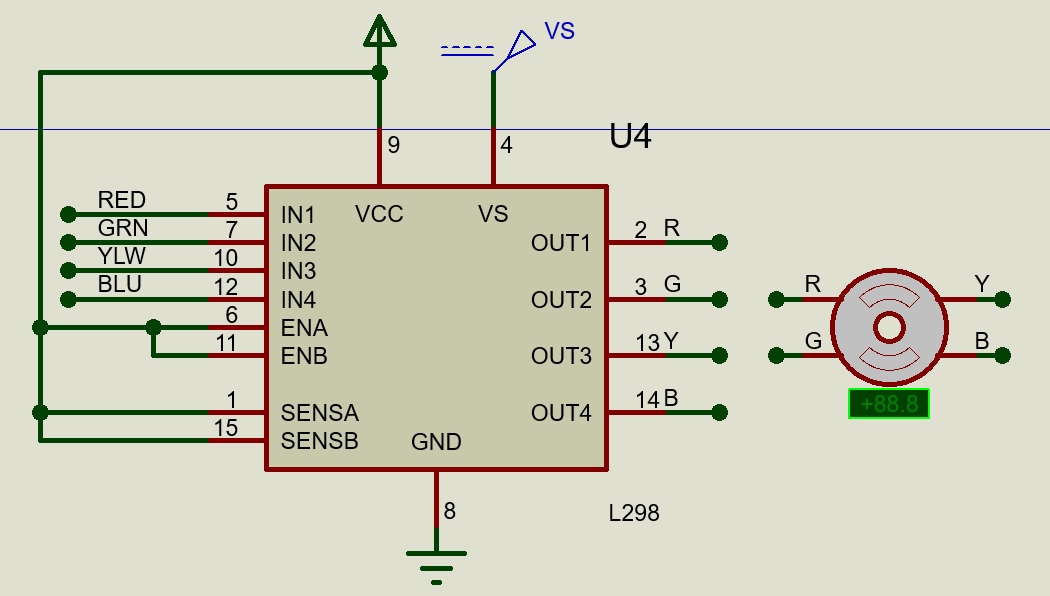 VS
U4
9
4
RED
5
IN1
VCC
VS
GRN
7
IN2
OUT1
2
R
YLW
10
IN3
BLU
12
IN4
OUT2
3
G
6
ENA
11
ENB
OUT3
13
Y
1
SENSA
OUT4
14
B
15
SENSB
GND
8
L298
R
Y
G
B
+88.8